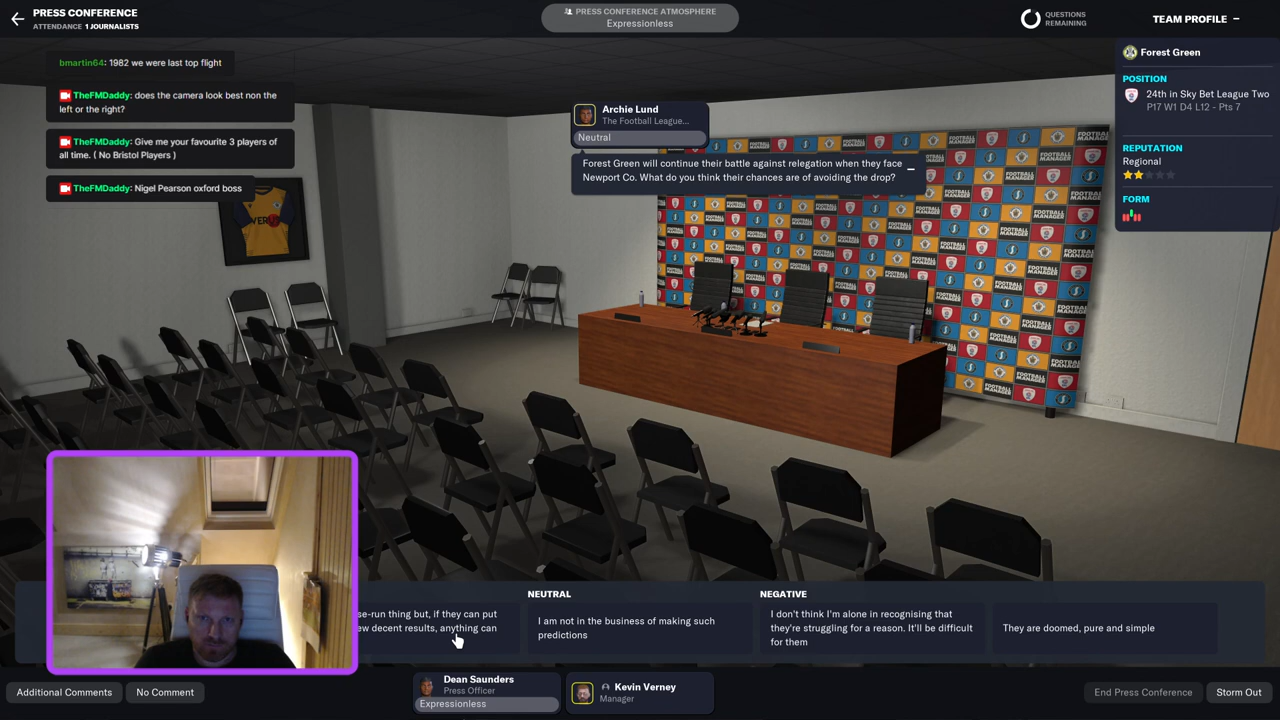 PRESS CONFERENCE
ATTENDANCE 1 JOURNALISTS
PRESS CONFERENCE ATMOSPHERE
Expressionless
QUESTIONS
REMAINING
TEAM PROFILE
bmartin64: 1982 we were last top flight
TheFMDaddy: does the camera look best non the
left or the right?
TheFMDaddy: Give me your favourite 3 players of
all time. ( No Bristol Players )
TheFMDaddy: Nigel Pearson oxford boss
Archie Lund
The Football League...
Neutral
Forest Green will continue their battle against relegation when they face
Newport Co. What do you think their chances are of avoiding the drop?
Forest Green
POSITION
24th in Sky Bet League Two
P17 W1 D4 L12 - Pts 7
REPUTATION
Regional
FORM
FOOTBALL MANAGER
NEUTRAL
NEGATIVE
se-run thing but, if they can put
ew decent results, anything can
I am not in the business of making such
predictions
I don't think I'm alone in recognising that
they're struggling for a reason. It'll be difficult
for them
They are doomed, pure and simple
Additional Comments
No Comment
Dean Saunders
Press Officer
Expressionless
Kevin Verney
Manager
End Press Conference
Storm Out